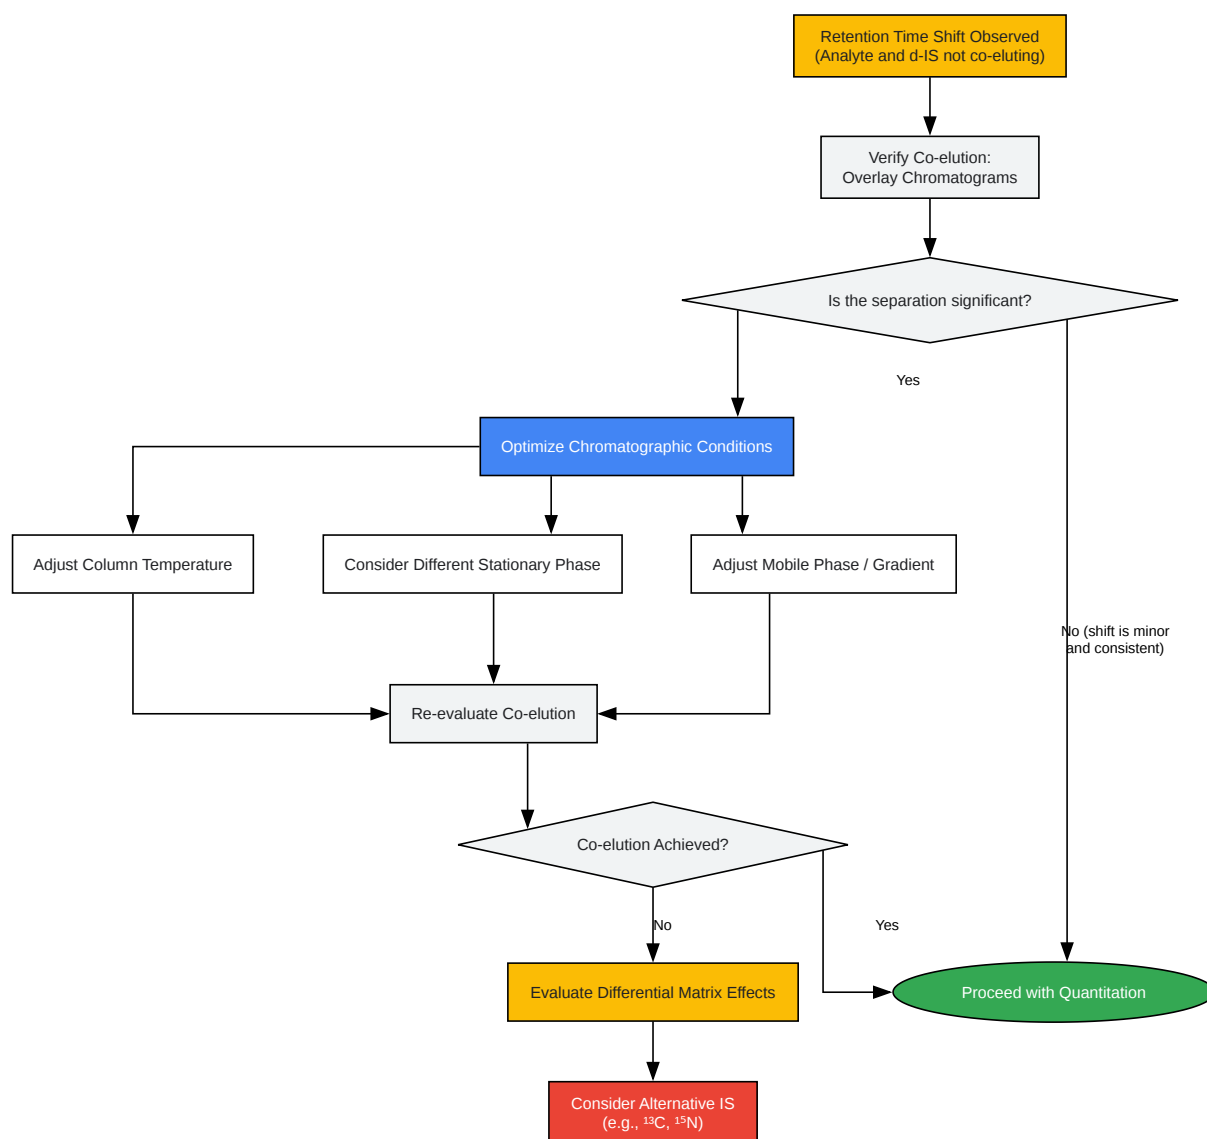 Retention Time Shift Observed
(Analyte and d-IS not co-eluting)
Verify Co-elution:
Overlay Chromatograms
Is the separation significant?
Yes
Optimize Chromatographic Conditions
Adjust Column Temperature
Consider Different Stationary Phase
Adjust Mobile Phase / Gradient
No (shift is minor
and consistent)
Re-evaluate Co-elution
Co-elution Achieved?
No
Yes
Evaluate Differential Matrix Effects
Proceed with Quantitation
Consider Alternative IS
(e.g., ¹³C, ¹⁵N)